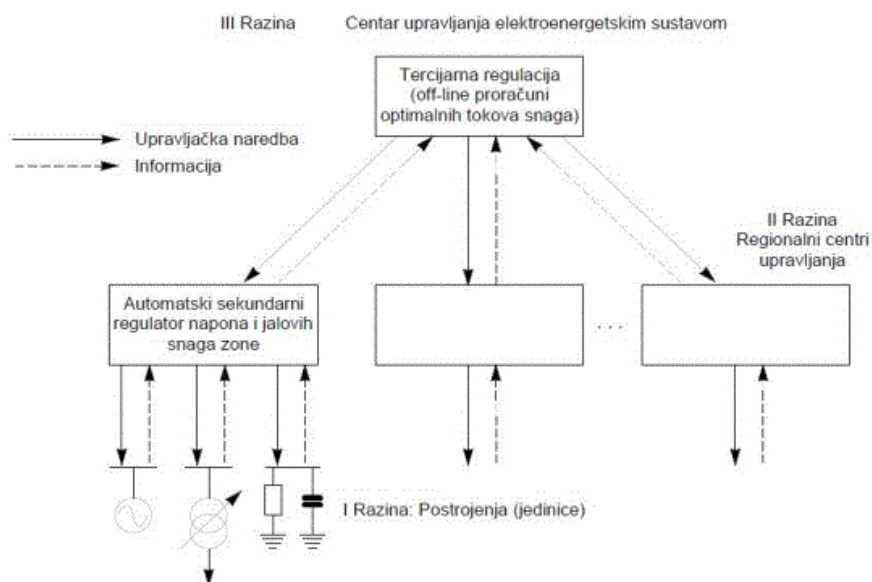 III Razina
Centar upravljanja elektroenergetskim sustavom
Tercijarna regulacija
(off-line proračuni
optimalnih tokova snaga)
Upravljačka naredba
Informacija
II Razina
Regionalni centri
upravljanja
Automatski sekundarni
regulator napona i jalovih
snaga zone
. . .
I Razina: Postrojenja (jedinice)